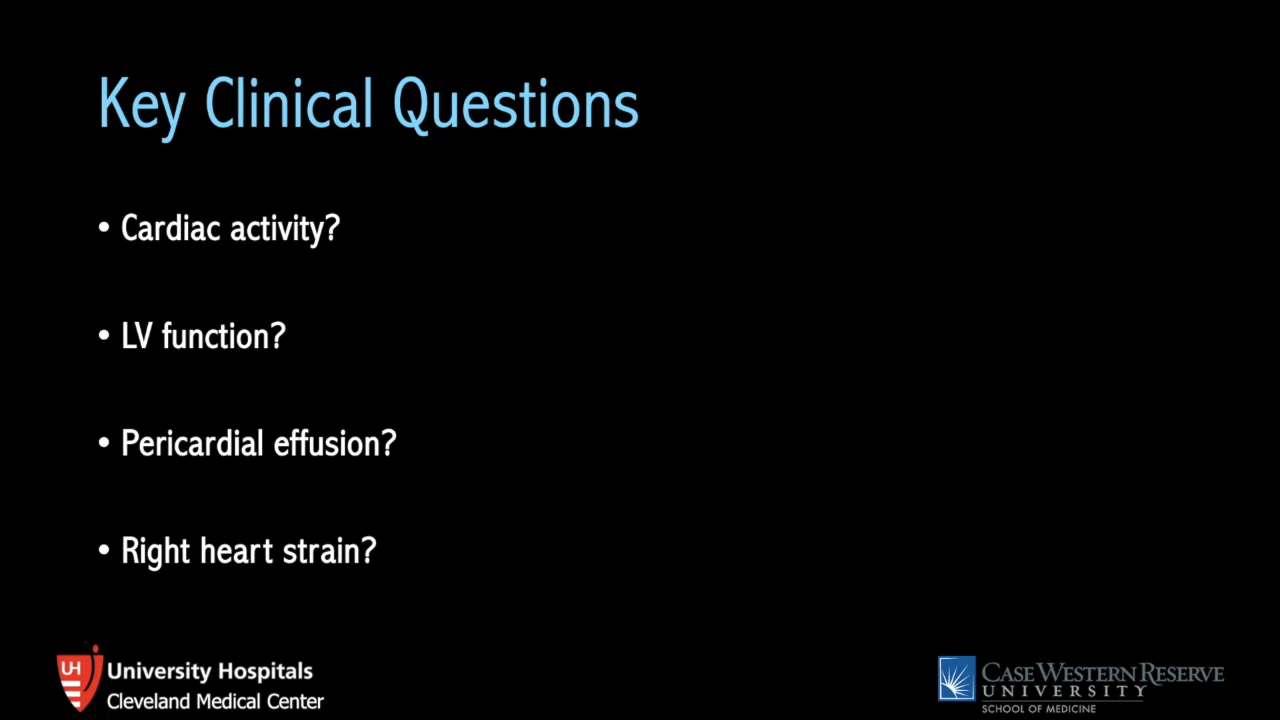 Key Clinical Questions
• Cardiac activity?
• LV function?
• Pericardial effusion?
• Right heart strain?
UH
University Hospitals
Cleveland Medical Center
CASE WESTERN RESERVE
UNIVERSITY
SCHOOL OF MEDICINE